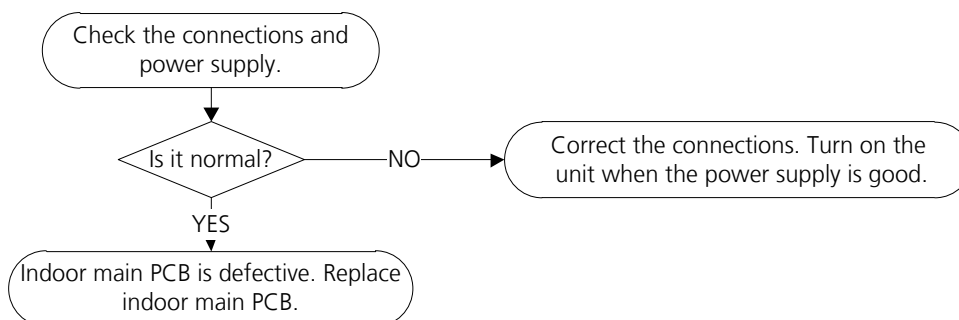 Check the connections and
power supply.
Is it normal?
NO
Correct the connections. Turn on the
unit when the power supply is good.
YES
Indoor main PCB is defective. Replace
indoor main PCB.